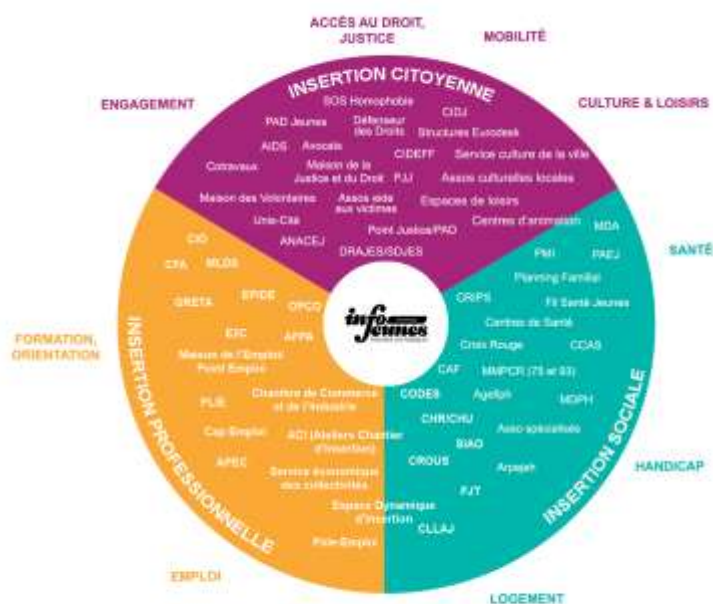 ACCÈS AU DROIT,
JUSTICE
MOBILITÉ
ENGAGEMENT
CULTURE & LOISIRS
INSERTION CITOYENNE
SOS Homophobie
CIDJ
PAD Jeunes
Défenseur
des Droits
Structures Eurodesk
AIDS
Avocats
CIDEFF
Service culture de la ville
Cotravaux
Maison de la
Justice et du Droit
PJJ
Assos culturelles locales
Maison des Volontaires
Assos aide
aux victimes
Espaces de loisirs
Unis-Cité
Point Justice/PAD
Centres d'animation
ANACEJ
DRAJES/SDJES
SANTÉ
MDA
PMI
PAEJ
Planning Familial
CRIPS
Fil Santé Jeunes
Centres de Santé
Croix Rouge
CCAS
CAF
MMPCR (75 et 93)
CODES
Agefiph
MDPH
CHR/CHU
Asso spécialisés
SIAO
CROUS
Arpejeh
FJT
CLLAJ
INSERTION SOCIALE
HANDICAP
LOGEMENT
info
jeunes
FORMATION,
ORIENTATION
CIO
CFA
MLDS
GRETA
EPIDE
OPCO
E2C
AFPA
Maison de l'Emploi
Point Emploi
PLIE
Chambre de Commerce
et de l'Industrie
Cap Emploi
ACI (Ateliers Chantier
d'insertion)
APEC
Service économique
des collectivités
Espace Dynamique
d'insertion
Pôle-Emploi
INSERTION PROFESSIONNELLE
EMPLOI